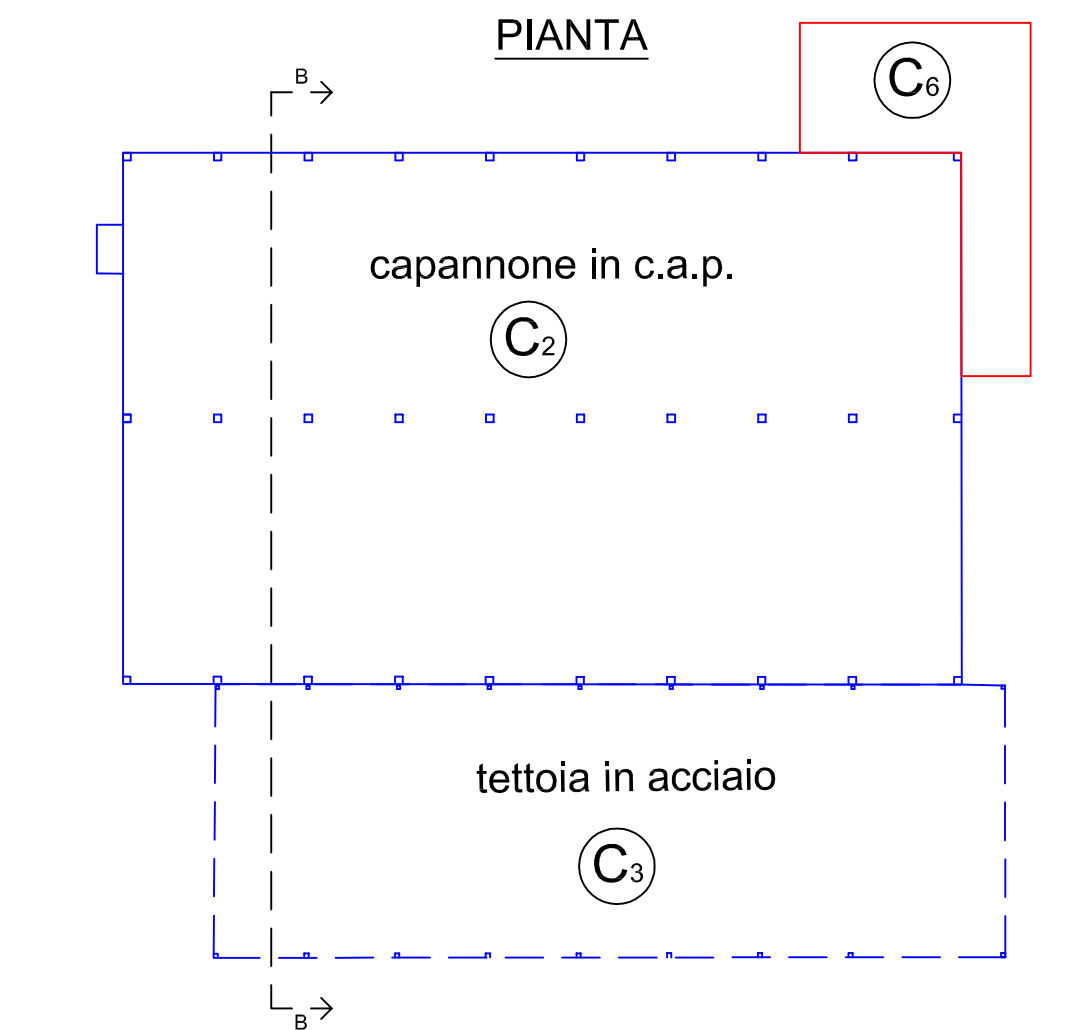 PIANTA
B
C6
capannone in c.a.p.
C2
tettoia in acciaio
C3
B